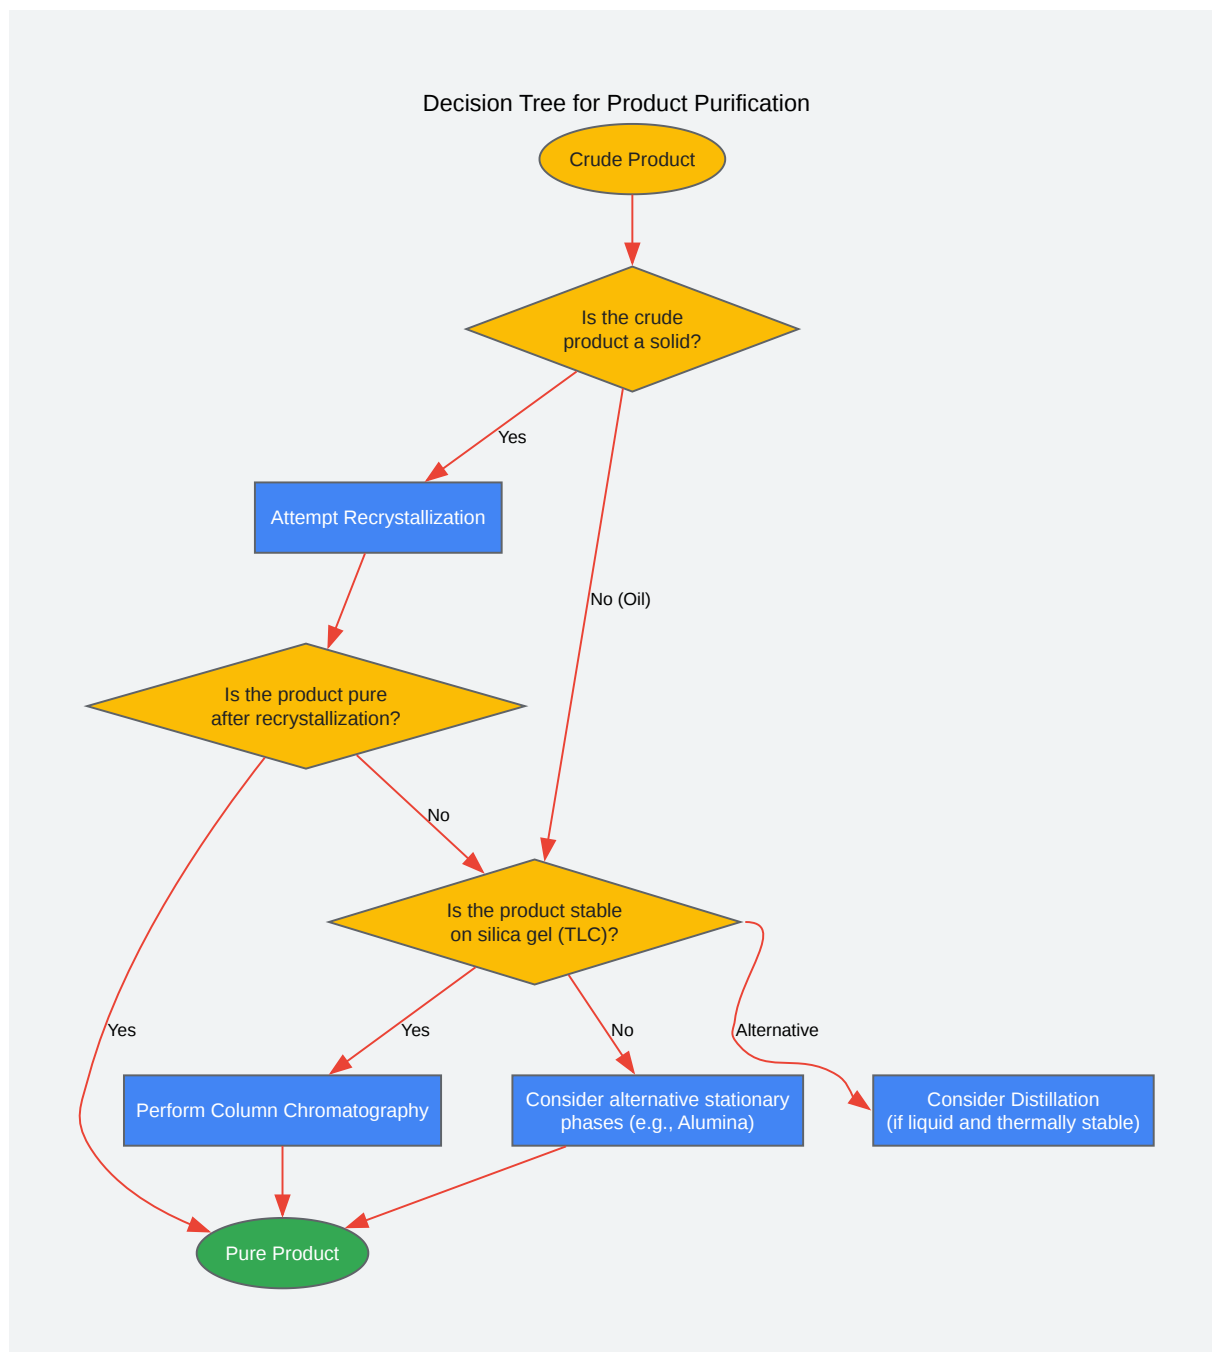 Decision Tree for Product Purification
Crude Product
Is the crude
product a solid?
Yes
Attempt Recrystallization
No (Oil)
Is the product pure
after recrystallization?
No
Is the product stable
on silica gel (TLC)?
Yes
Yes
No
Alternative
Perform Column Chromatography
Consider alternative stationary
phases (e.g., Alumina)
Consider Distillation
(if liquid and thermally stable)
Pure Product